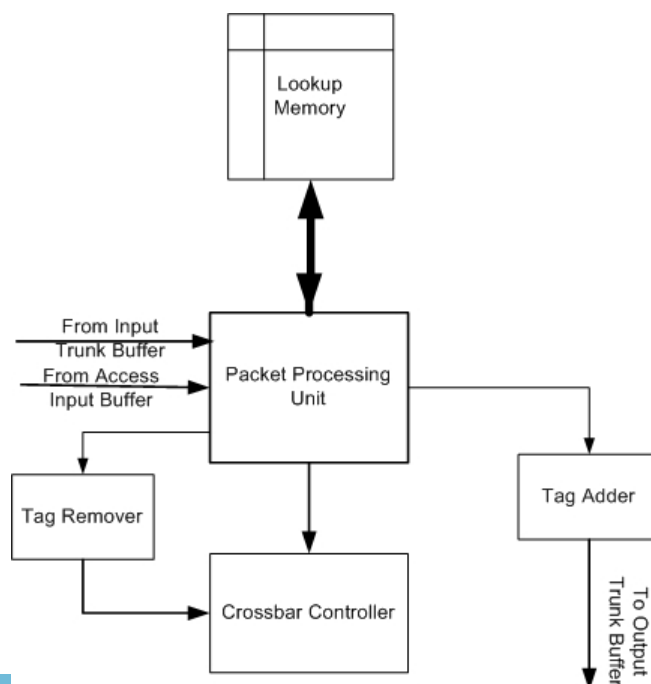 Lookup
Memory
From Input
Trunk Buffer
From Access
Input Buffer
Packet Processing
Unit
Tag Remover
Tag Adder
Crossbar Controller
To Output
Trunk Buffer